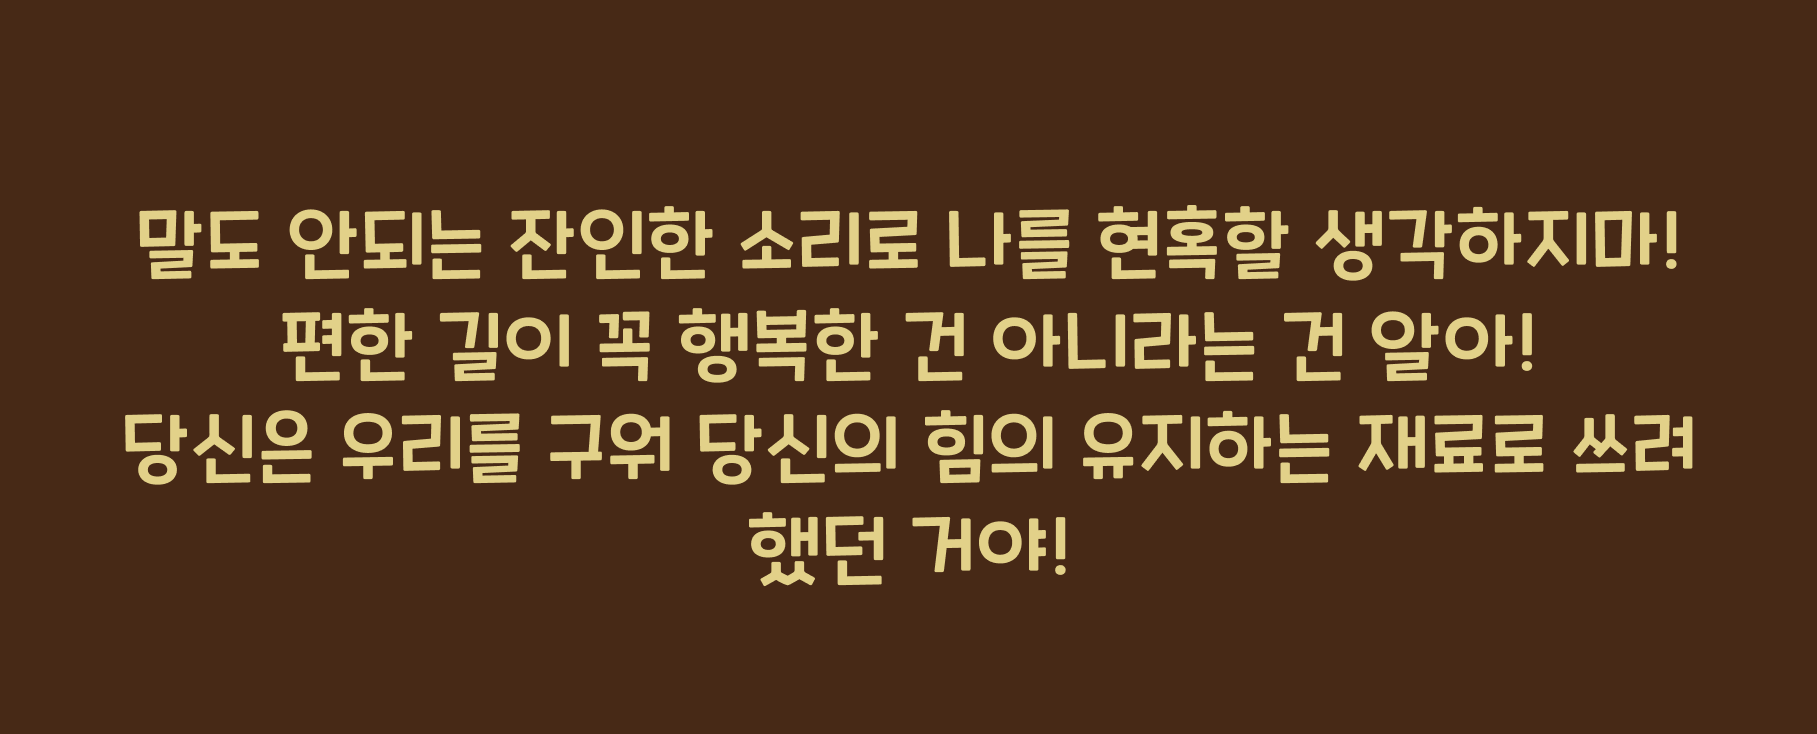 말도 안되는 잔인한 소리로 나를 현혹할 생각하지마!
편한 길이 꼭 행복한 건 아니라는 건 알아!
당신은 우리를 구워 당신의 힘의 유지하는 재료로 쓰려
했던 거야!